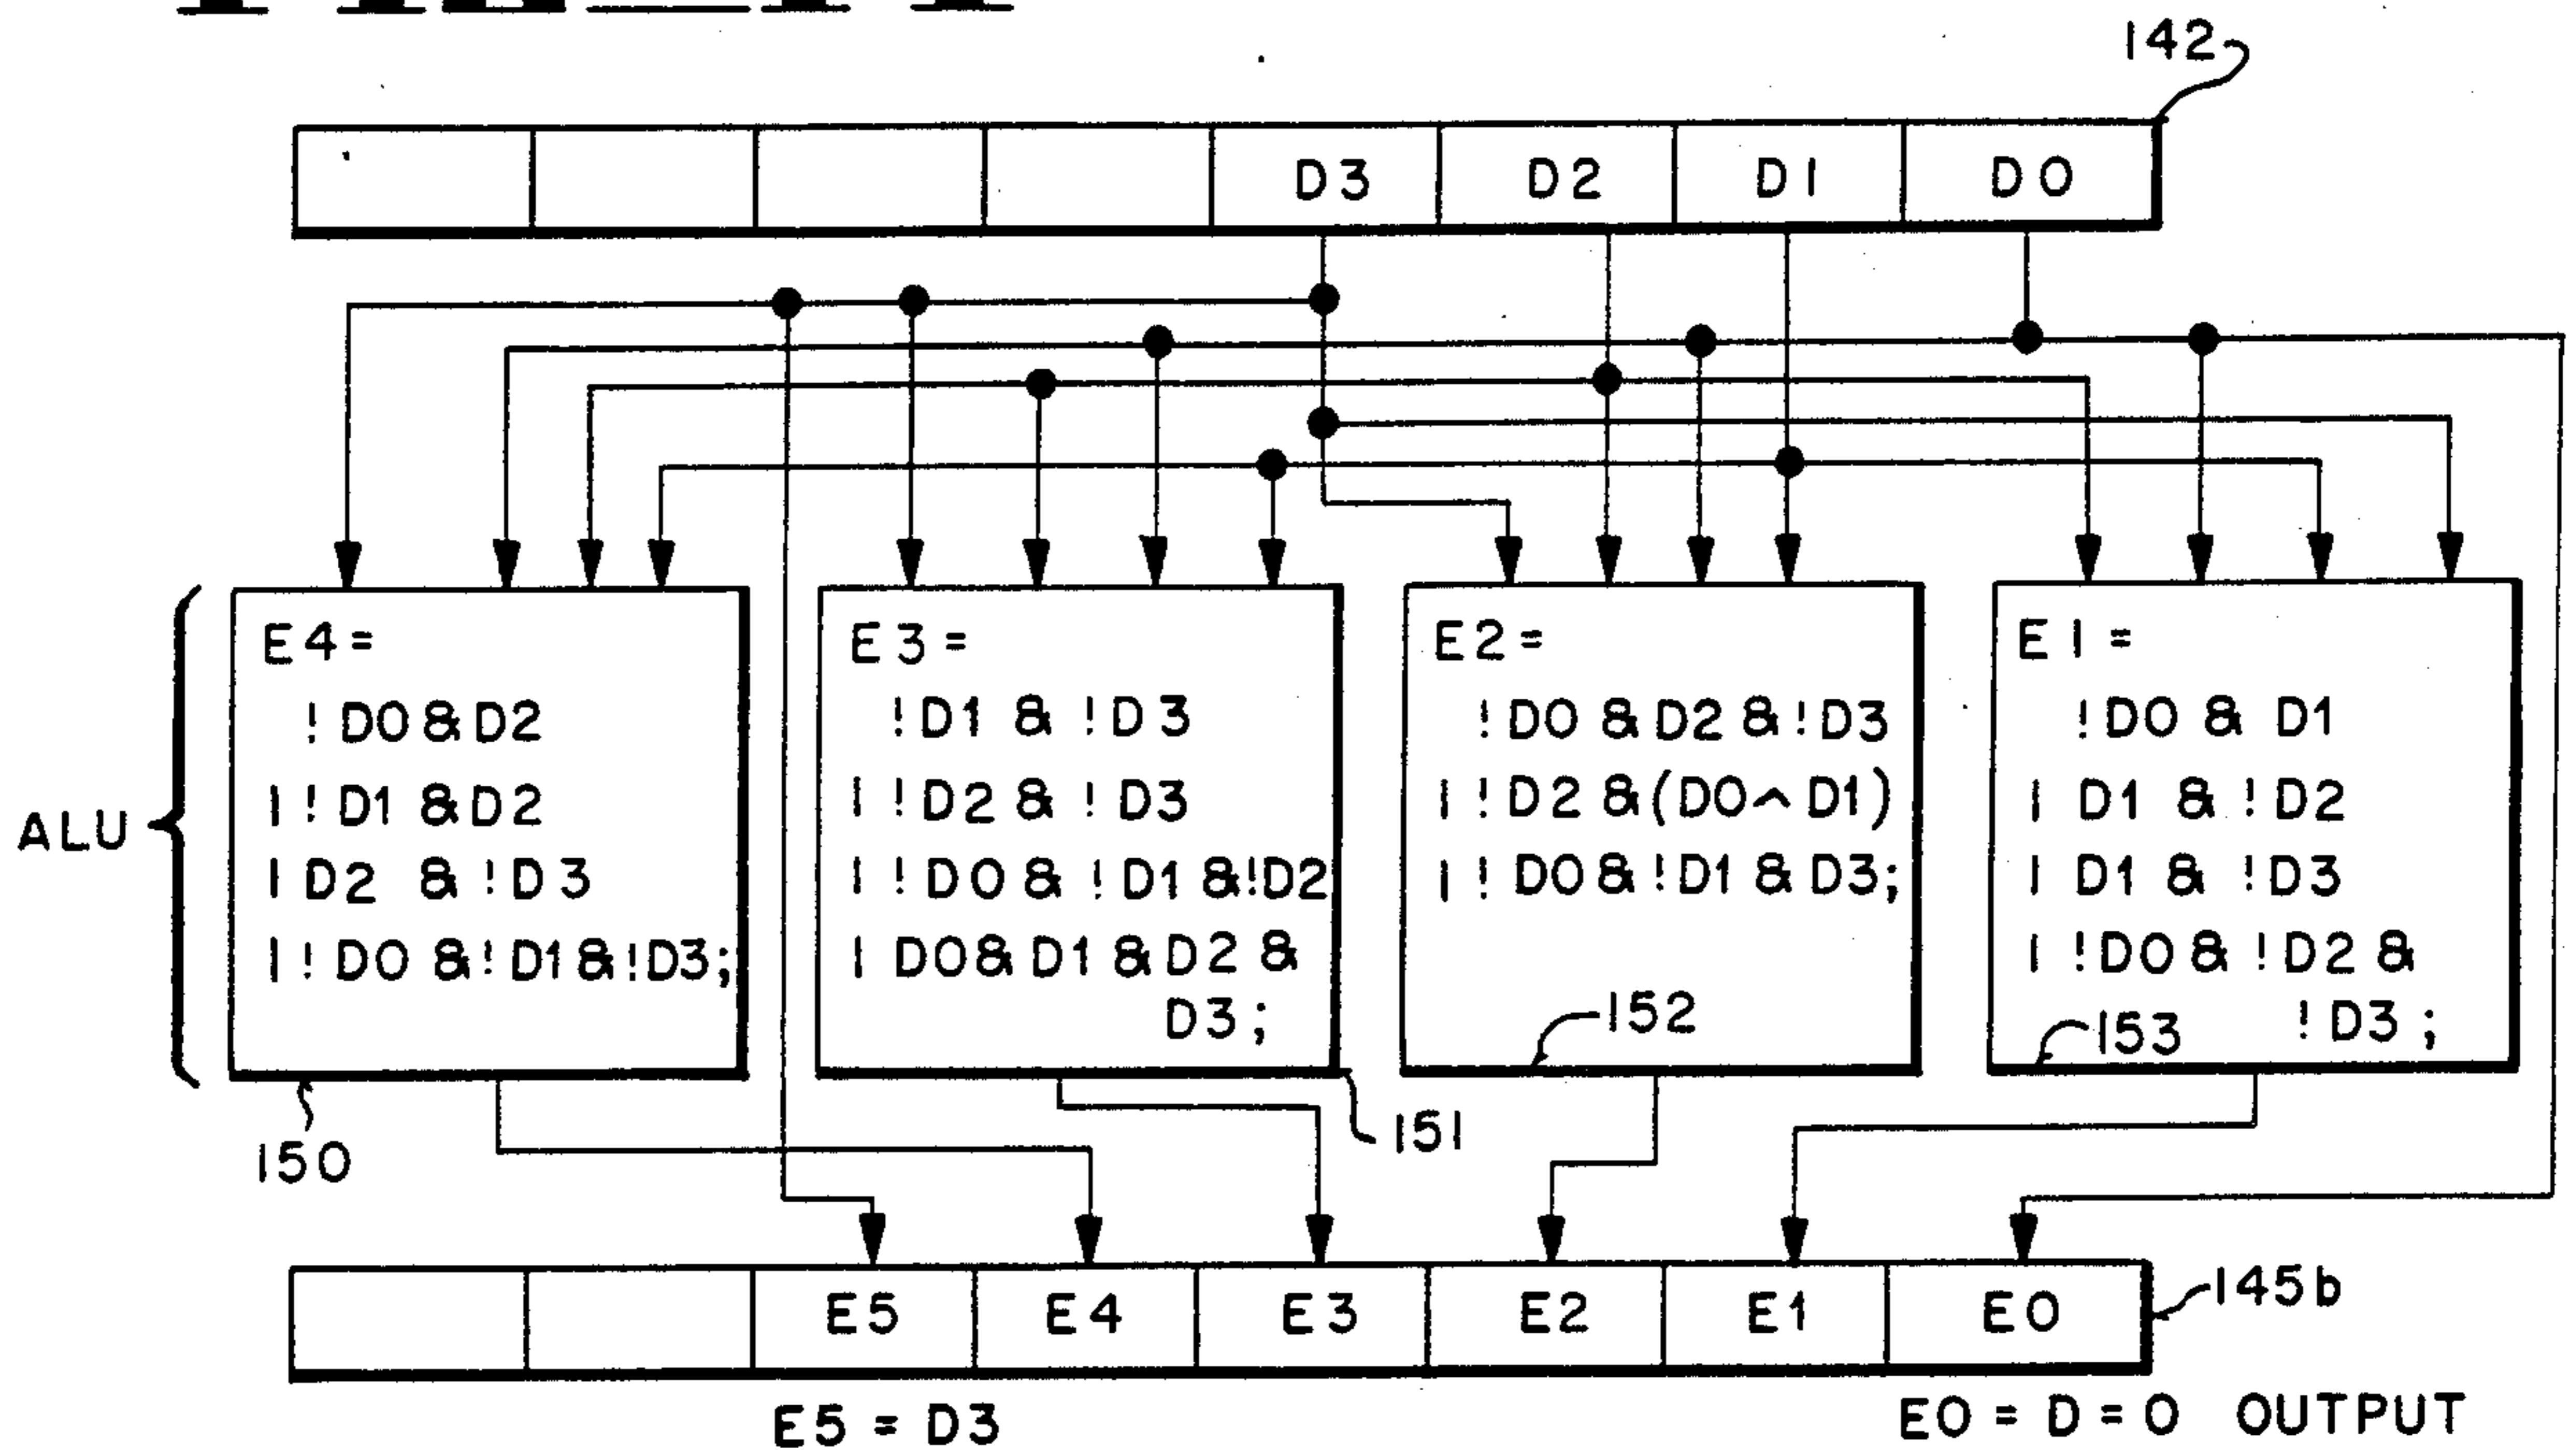 142
D3 D2 D1 D0
ALU
E4=
! D0 & D2
| ! D1 & D2
| D2 & ! D3
| ! D0 & ! D1 & !D3;
150
E3=
!D1 & !D3
| !D2 & ! D3
| ! D0 & ! D1 & !D2
| D0 & D1 & D2 &
D3;
151
E2=
!D0 & D2 & !D3
| !D2 & (D0^D1)
| ! D0 & !D1 & D3;
152
E1=
!D0 & D1
| D1 & !D2
| D1 & !D3
| !D0 & !D2 &
!D3;
153
E5 E4 E3 E2 E1 E0
145b
E5 = D3
E0 = D = 0 OUTPUT